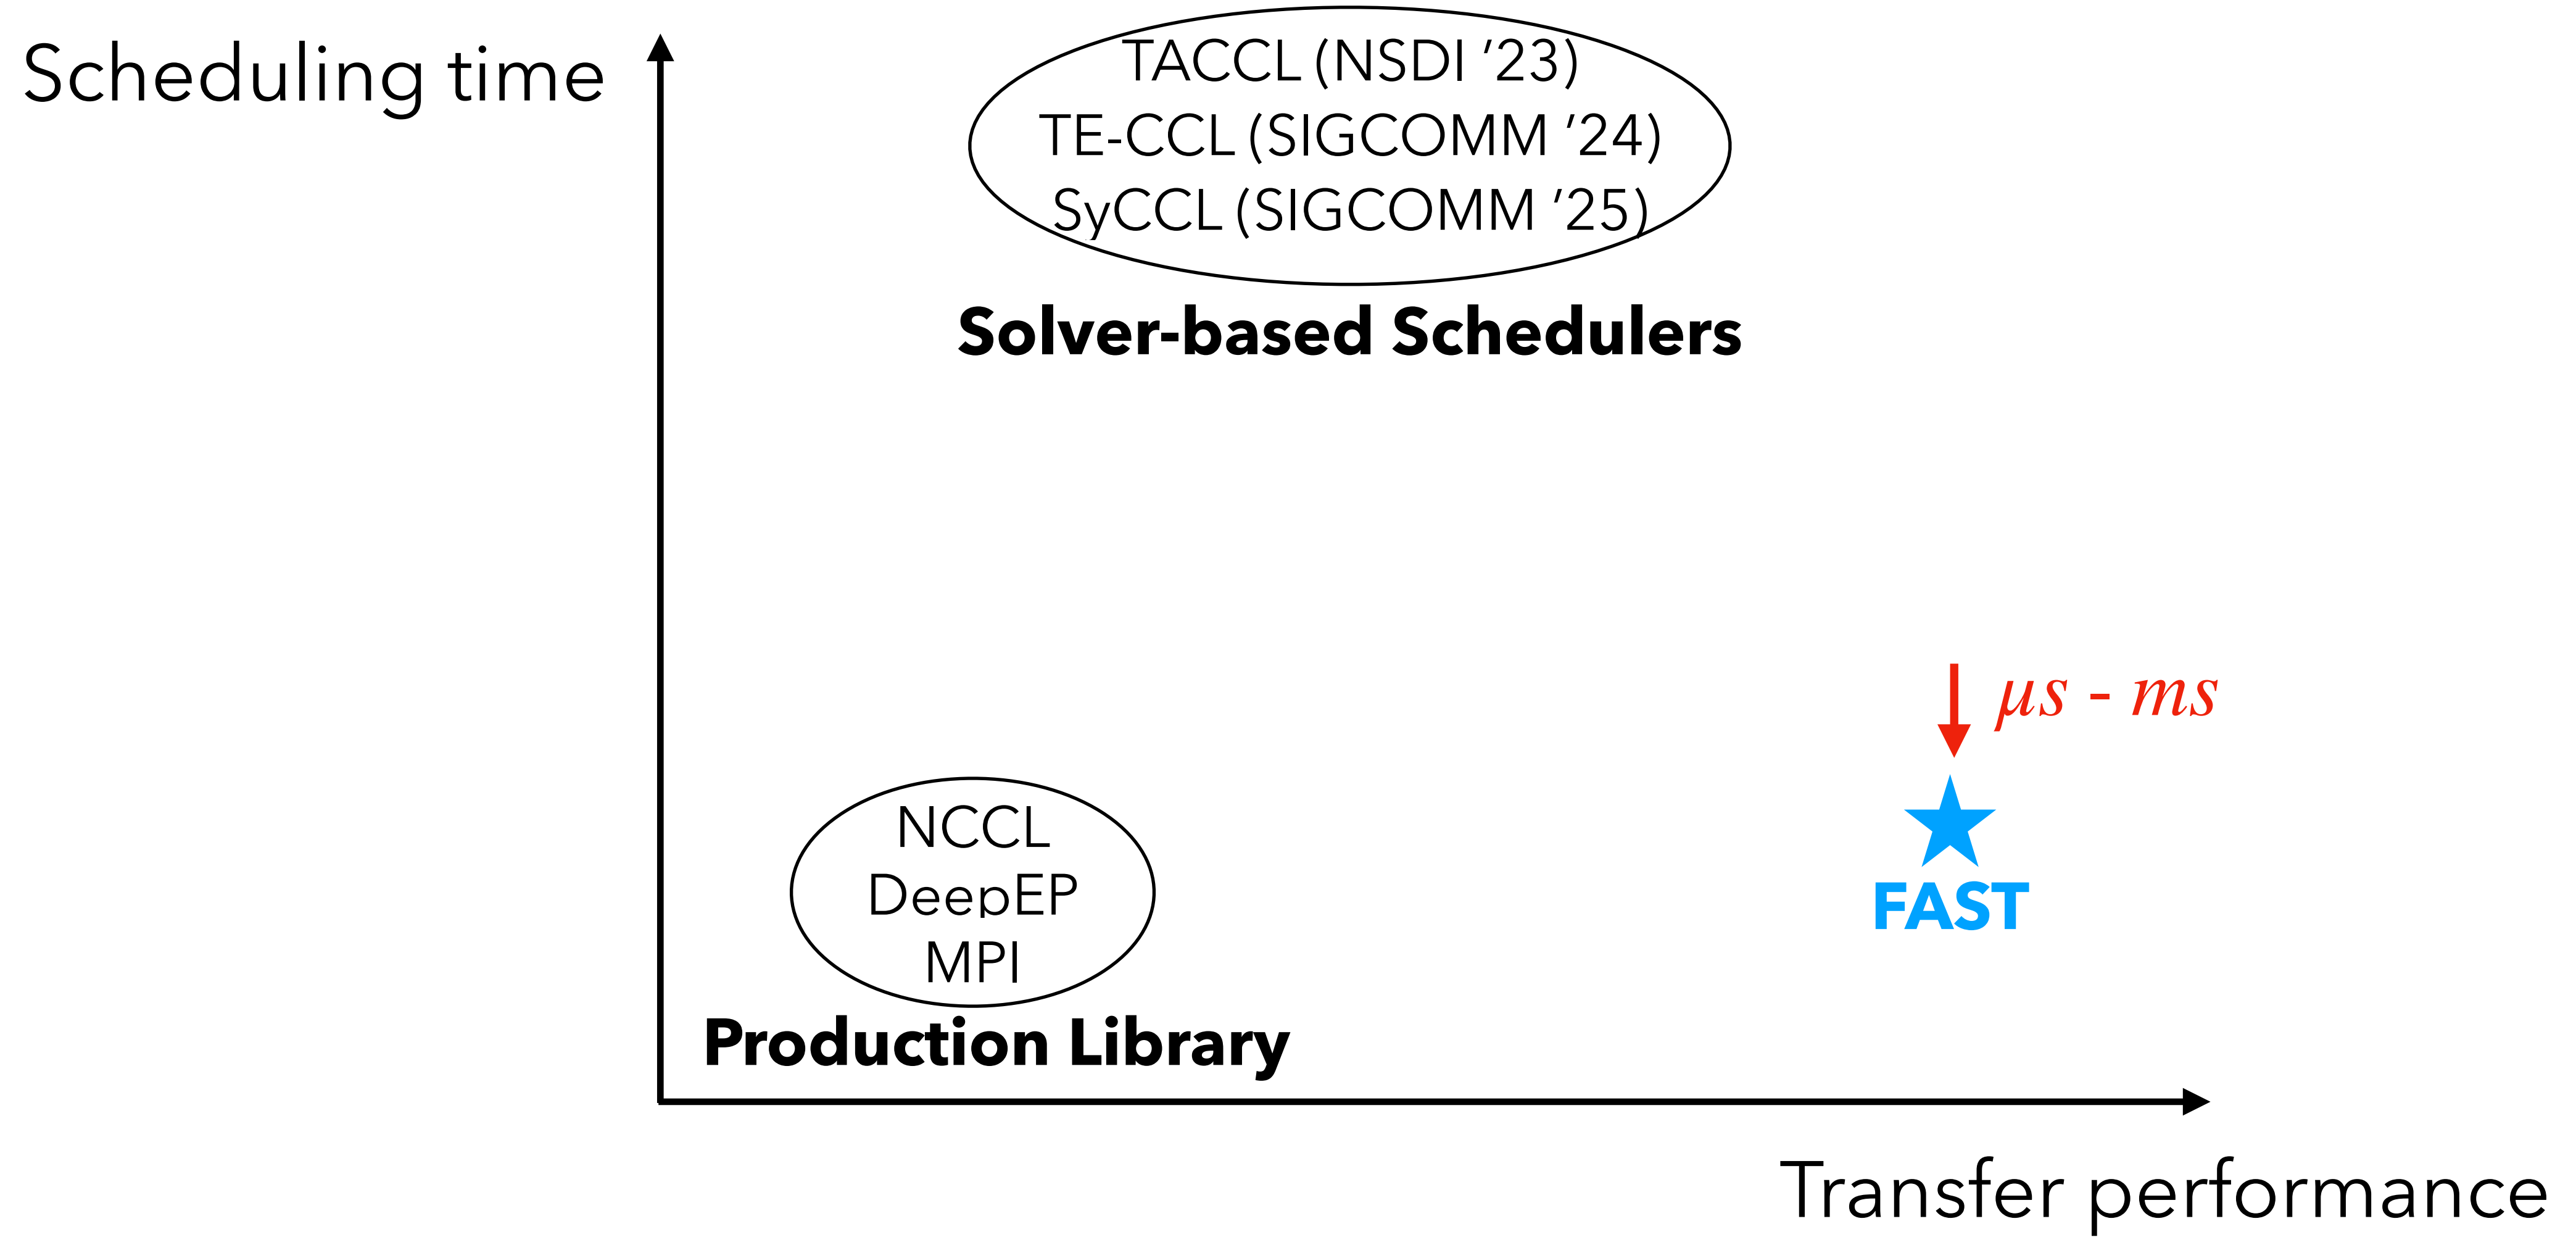 Scheduling time
TACCL (NSDI ’23)
TE-CCL (SIGCOMM ’24)
SyCCL (SIGCOMM ’25)
Solver-based Schedulers
µs - ms
FAST
NCCL
DeepEP
MPI
Production Library
Transfer performance